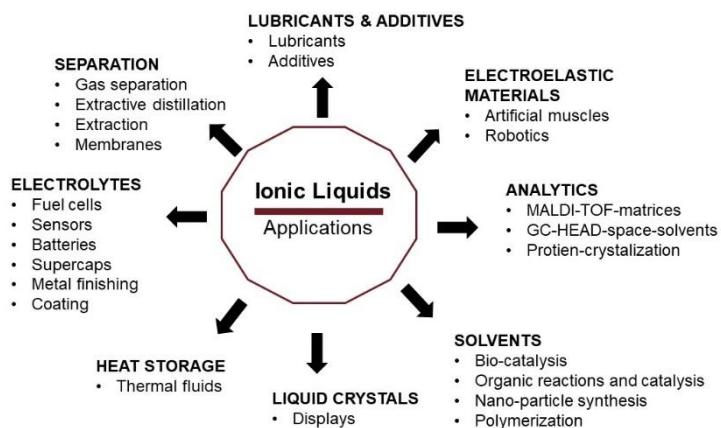 LUBRICANTS & ADDITIVES
• Lubricants
• Additives
SEPARATION
• Gas separation
• Extractive distillation
• Extraction
• Membranes
ELECTROELASTIC
MATERIALS
• Artificial muscles
• Robotics
ELECTROLYTES
• Fuel cells
• Sensors
• Batteries
• Supercaps
• Metal finishing
• Coating
Ionic Liquids
Applications
ANALYTICS
• MALDI-TOF-matrices
• GC-HEAD-space-solvents
• Protien-crystalization
HEAT STORAGE
• Thermal fluids
LIQUID CRYSTALS
• Displays
SOLVENTS
• Bio-catalysis
• Organic reactions and catalysis
• Nano-particle synthesis
• Polymerization